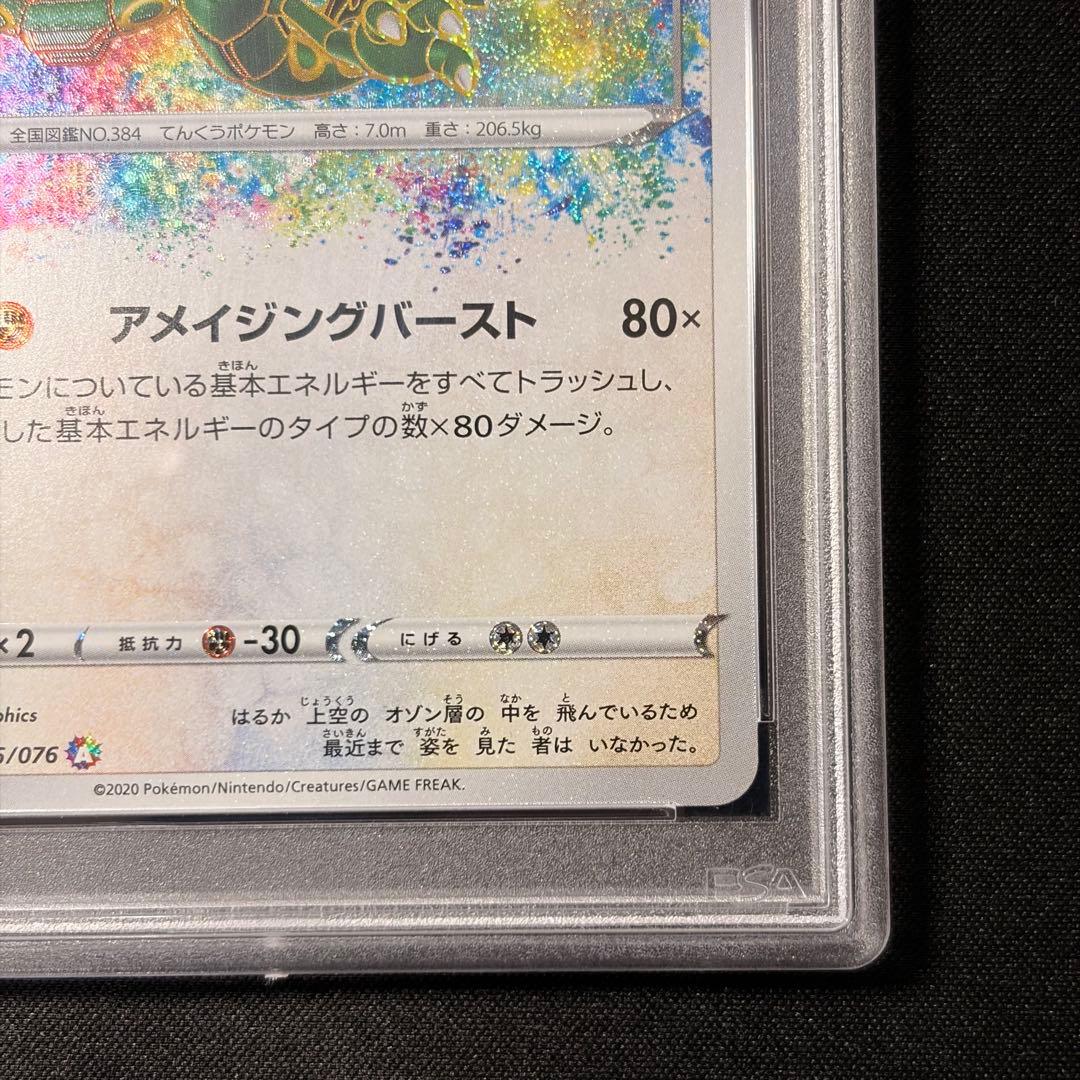 全国図鑑NO.384 てんくうポケモン 高さ：7.0m 重さ：206.5kg
アメイジングバースト 80×
きほん
モンについている基本エネルギーをすべてトラッシュし、
きほん かず
した基本エネルギーのタイプの数×80ダメージ。
×2 抵抗力 -30 にげる
じょうくう そう なか と
phics はるか 上空の オゾン層の 中を 飛んでいるため
さいきん すがた み もの
最近まで 姿を 見た 者は いなかった。
/076 A
©2020 Pokémon/Nintendo/Creatures/GAME FREAK.